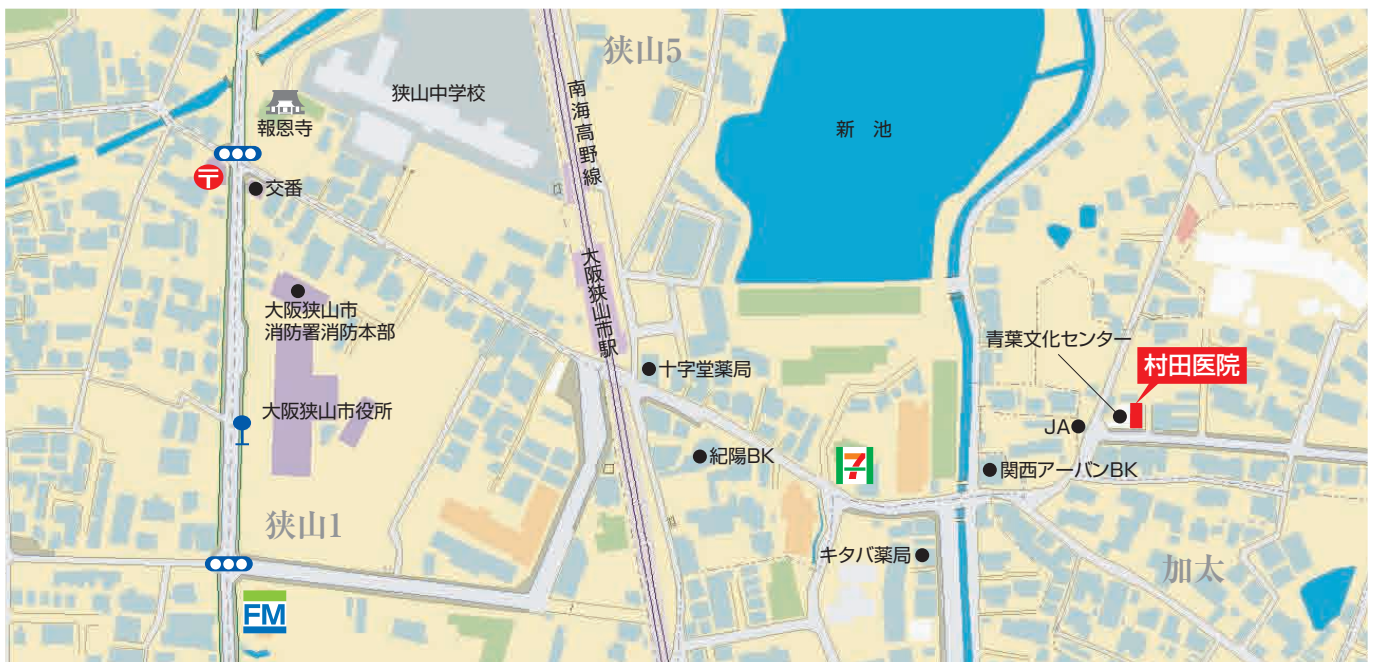 狭山5
狭山中学校
南海高野線
新　池
報恩寺
〒
交番
大阪狭山市
消防署消防本部
大阪狭山市駅
青葉文化センター
村田医院
十字堂薬局
大阪狭山市役所
JA
紀陽BK
7
関西アーバンBK
狭山1
キタバ薬局
加太
FM